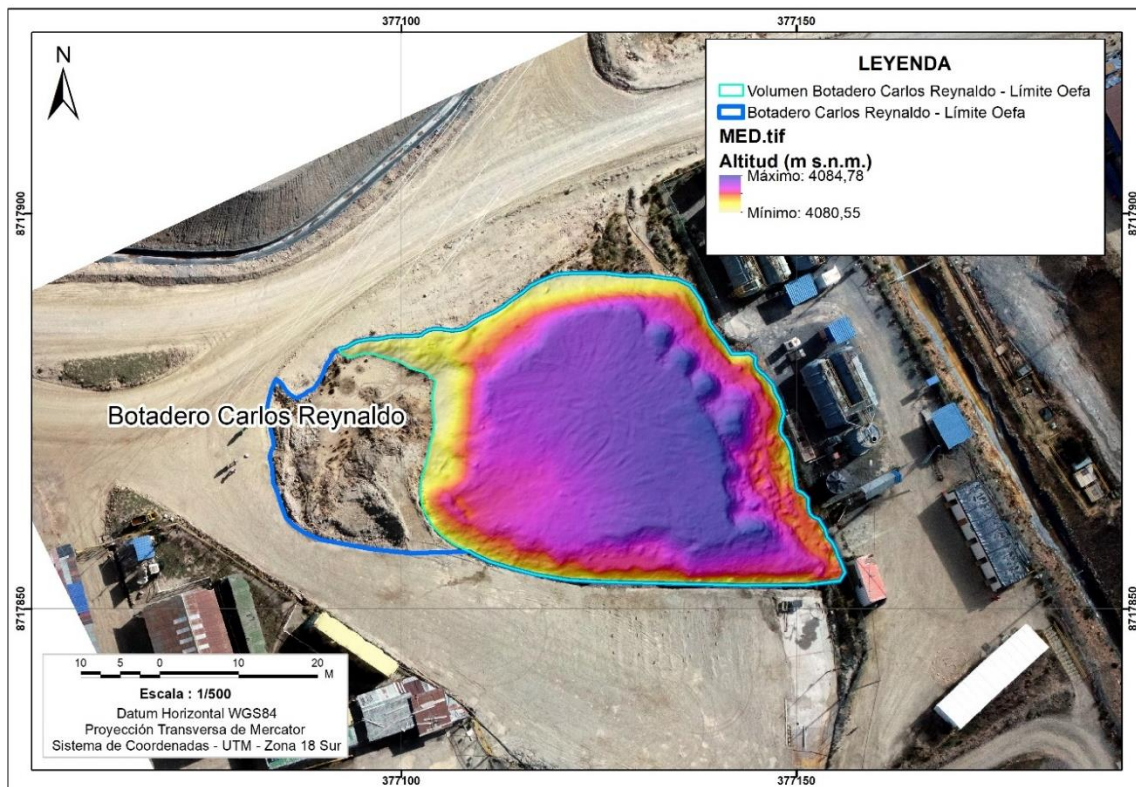 377100
377150
N
LEYENDA
Volumen Botadero Carlos Reynaldo - Límite Oefa
Botadero Carlos Reynaldo - Límite Oefa
MED.tif
Altitud (m s.n.m.)
Máximo: 4084,78
Mínimo: 4080,55
8717900
8717900
Botadero Carlos Reynaldo
8717850
8717850
10 5 0 10 20
M
Escala : 1/500
Datum Horizontal WGS84
Proyección Transversa de Mercator
Sistema de Coordenadas - UTM - Zona 18 Sur
377100
377150